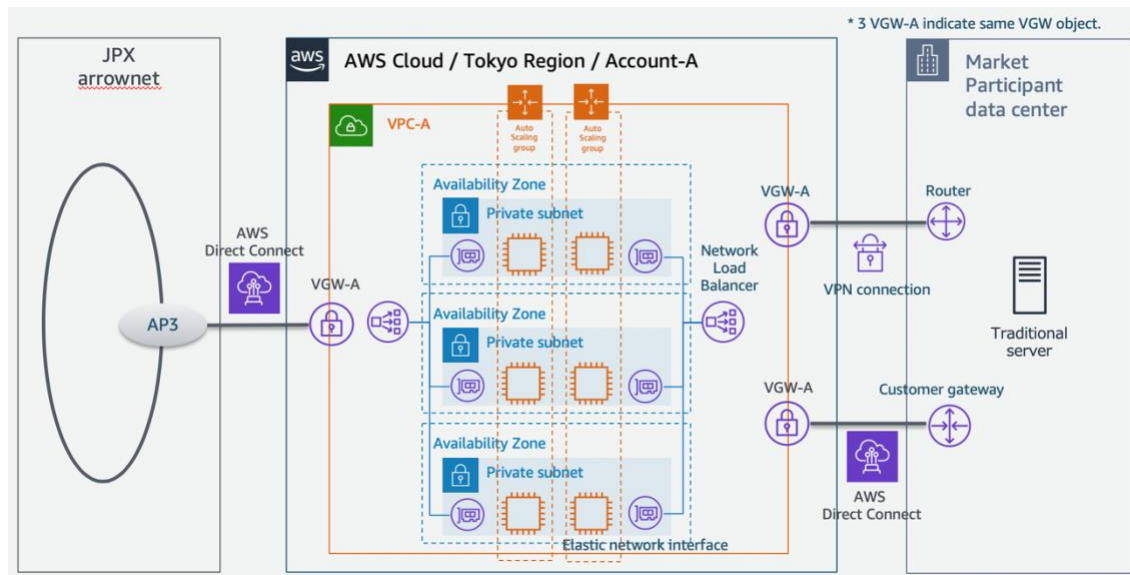 * 3 VGW-A indicate same VGW object.
JPX
arrownet
aws
AWS Cloud / Tokyo Region / Account-A
Market
Participant
data center
VPC-A
Auto
Scaling
group
Auto
Scaling
group
Availability Zone
Private subnet
VGW-A
Router
AWS
Direct Connect
Network
Load
Balancer
VGW-A
VPN connection
AP3
Availability Zone
Private subnet
Traditional
server
VGW-A
Customer gateway
Availability Zone
Private subnet
AWS
Direct Connect
Elastic network interface